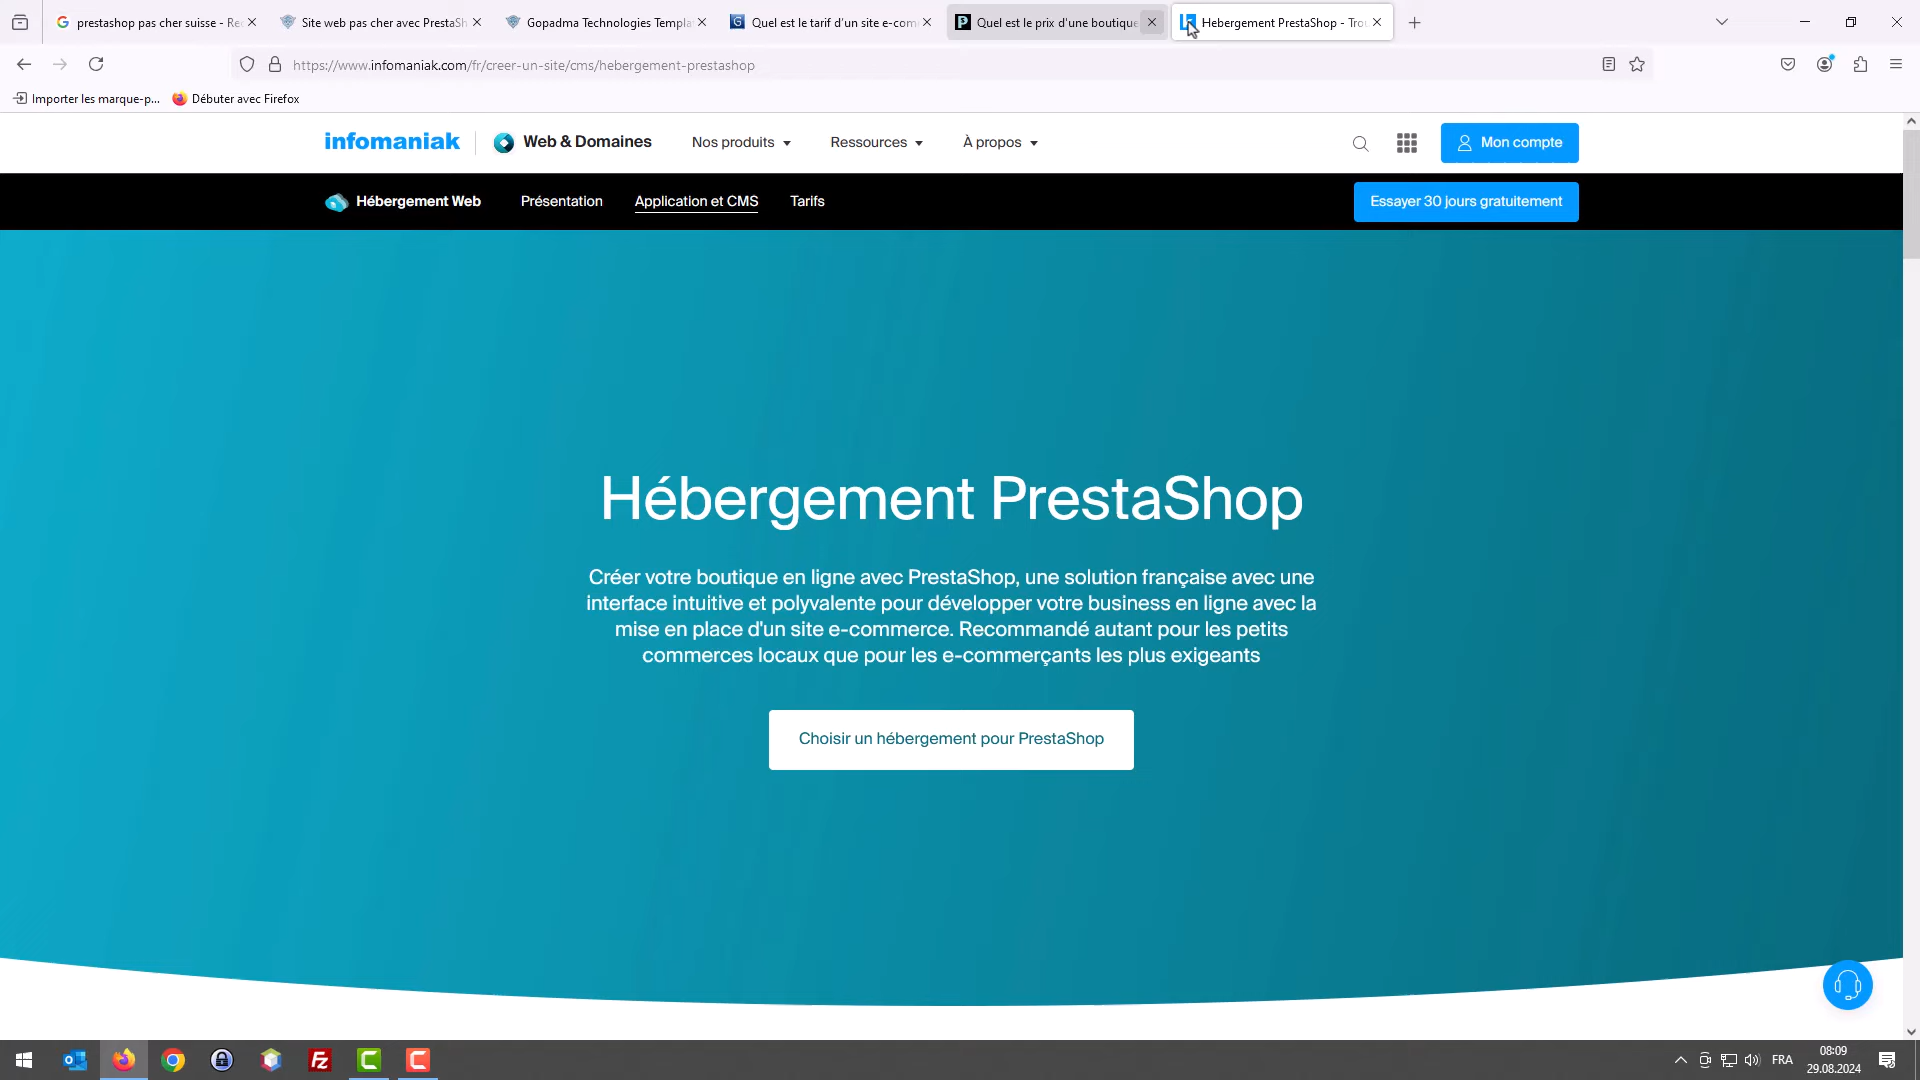 prestashop pas cher suisse - Re
Site web pas cher avec PrestaSh
Gopadma Technologies Templa
Quel est le tarif d'un site e-com
Quel est le prix d'une boutique
Hebergement PrestaShop - Trou
https://www.infomaniak.com/fr/creer-un-site/cms/hebergement-prestashop
Importer les marque-p...
Débuter avec Firefox
infomaniak
Web & Domaines
Nos produits
Ressources
À propos
Mon compte
Hébergement Web
Présentation
Application et CMS
Tarifs
Essayer 30 jours gratuitement
Hébergement PrestaShop
Créer votre boutique en ligne avec PrestaShop, une solution française avec une
interface intuitive et polyvalente pour développer votre business en ligne avec la
mise en place d'un site e-commerce. Recommandé autant pour les petits
commerces locaux que pour les e-commerçants les plus exigeants
Choisir un hébergement pour PrestaShop
FRA
08:09
29.08.2024